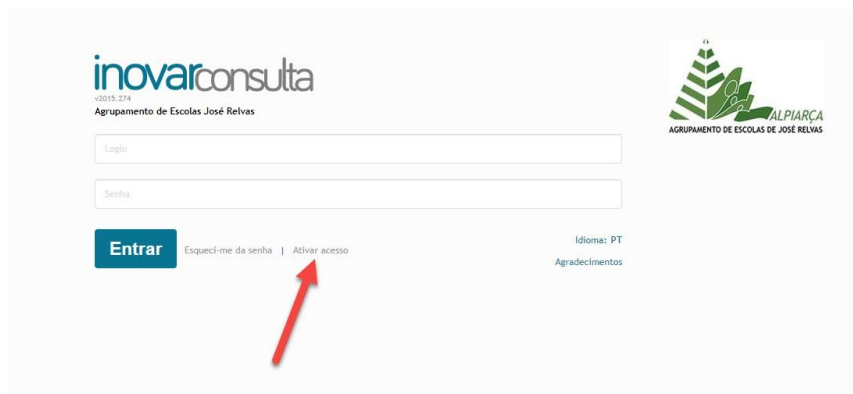 inovarconsulta
v2015.274
Agrupamento de Escolas José Relvas
ALPIARÇA
AGRUPAMENTO DE ESCOLAS DE JOSÉ RELVAS
Login
Senha
Entrar Esqueci-me da senha | Ativar acesso
Idioma: PT
Agradecimentos